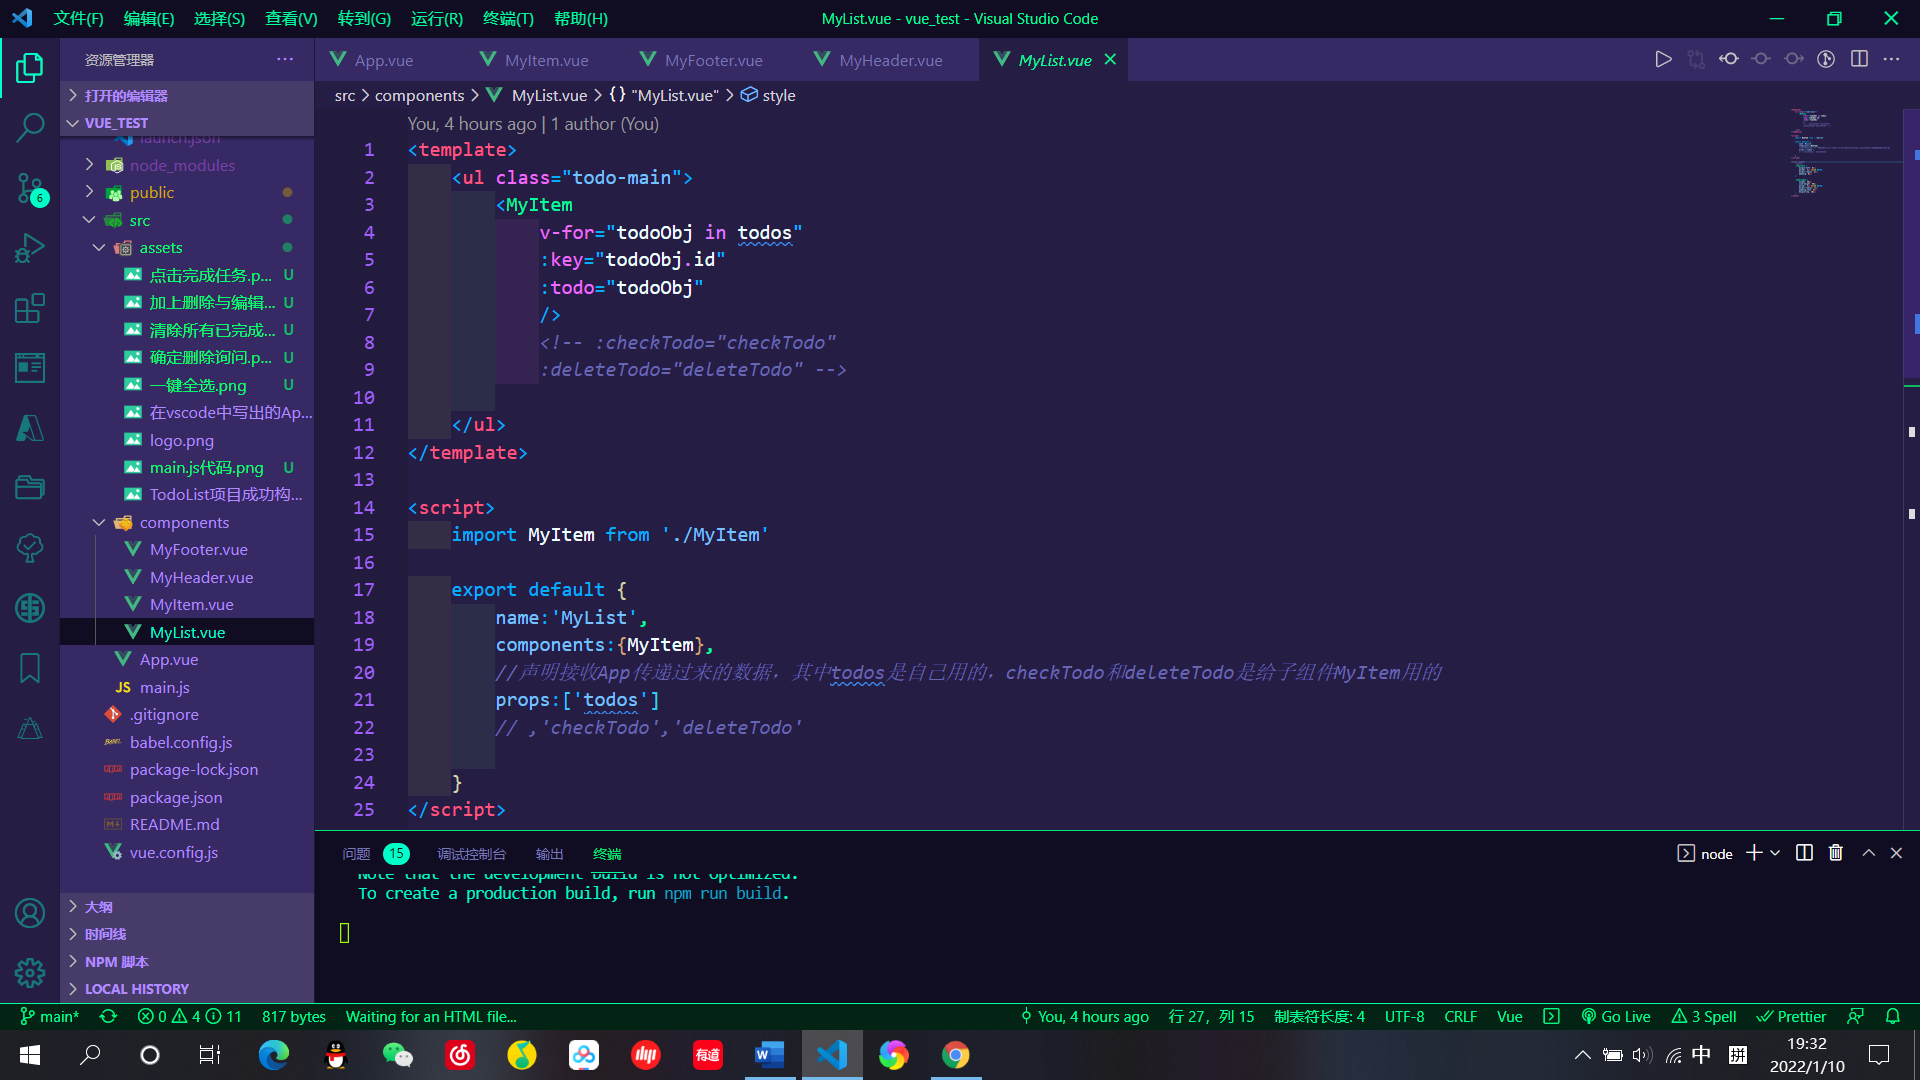 文件(F) 编辑(E) 选择(S) 查看(V) 转到(G) 运行(R) 终端(T) 帮助(H)
MyList.vue - vue_test - Visual Studio Code
资源管理器
App.vue MyItem.vue MyFooter.vue MyHeader.vue MyList.vue
打开的编辑器
VUE_TEST
launch.json
node_modules
public
src
assets
点击完成任务.p... U
加上删除与编辑... U
清除所有已完成... U
确定删除询问.p... U
一键全选.png U
在vscode中写出的Ap...
logo.png
main.js代码.png U
TodoList项目成功构...
components
MyFooter.vue
MyHeader.vue
MyItem.vue
MyList.vue
App.vue
JS main.js
.gitignore
babel.config.js
package-lock.json
package.json
README.md
vue.config.js
大纲
时间线
NPM 脚本
LOCAL HISTORY
6
src > components > MyList.vue > {} "MyList.vue" > style
You, 4 hours ago | 1 author (You)
1 <template>
2 <ul class="todo-main">
3 <MyItem
4 v-for="todoObj in todos"
5 :key="todoObj.id"
6 :todo="todoObj"
7 />
8 <!-- :checkTodo="checkTodo"
9 :deleteTodo="deleteTodo" -->
10
11 </ul>
12 </template>
13
14 <script>
15 import MyItem from './MyItem'
16
17 export default {
18 name:'MyList',
19 components:{MyItem},
20 //声明接收App传递过来的数据，其中todos是自己用的，checkTodo和deleteTodo是给子组件MyItem用的
21 props:['todos']
22 // ,'checkTodo','deleteTodo'
23
24 }
25 </script>
问题 15 调试控制台 输出 终端
node
Note that the development build is not optimized.
To create a production build, run npm run build.
main* 0 4 11 817 bytes Waiting for an HTML file...
You, 4 hours ago 行 27，列 15 制表符长度: 4 UTF-8 CRLF Vue Go Live 3 Spell Prettier
有道
中 拼
19:32
2022/1/10